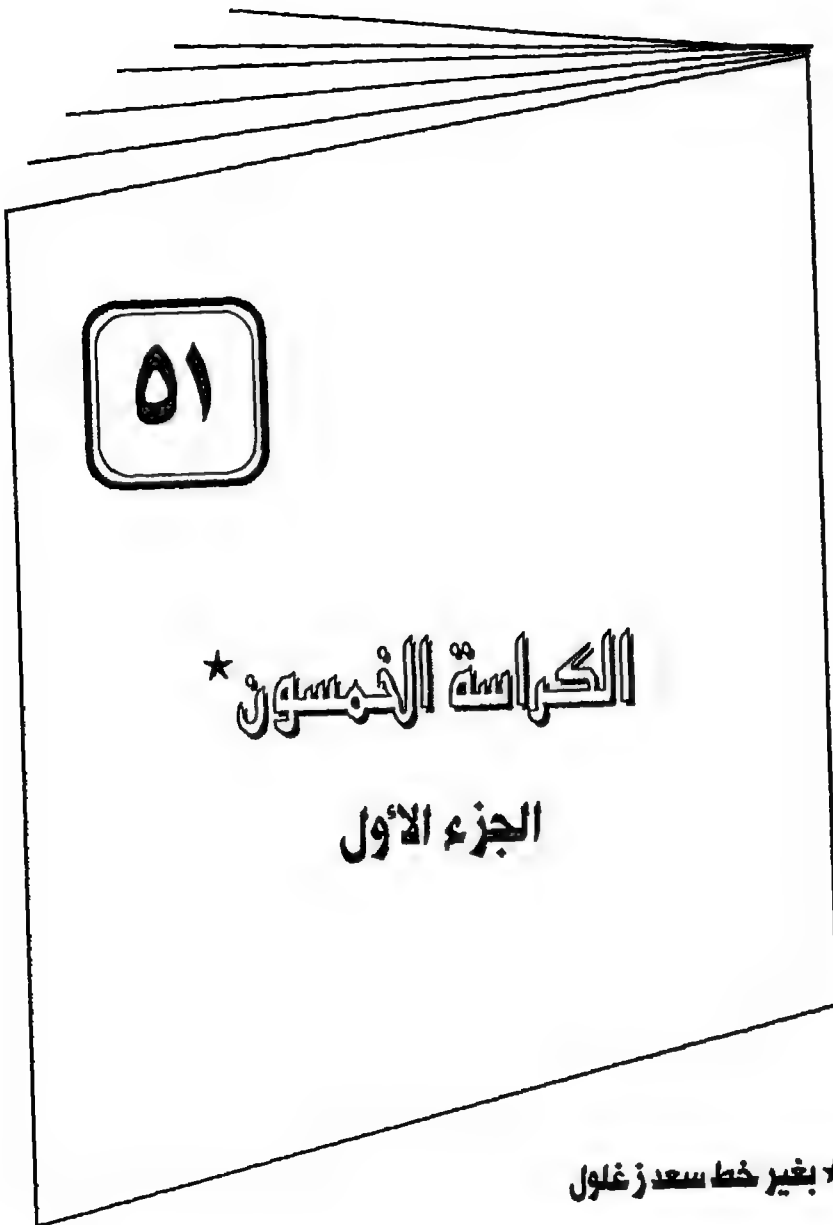 ٥١
الكراسة الخمسون*
الجزء الأول
* بغير خط سعد زغلول